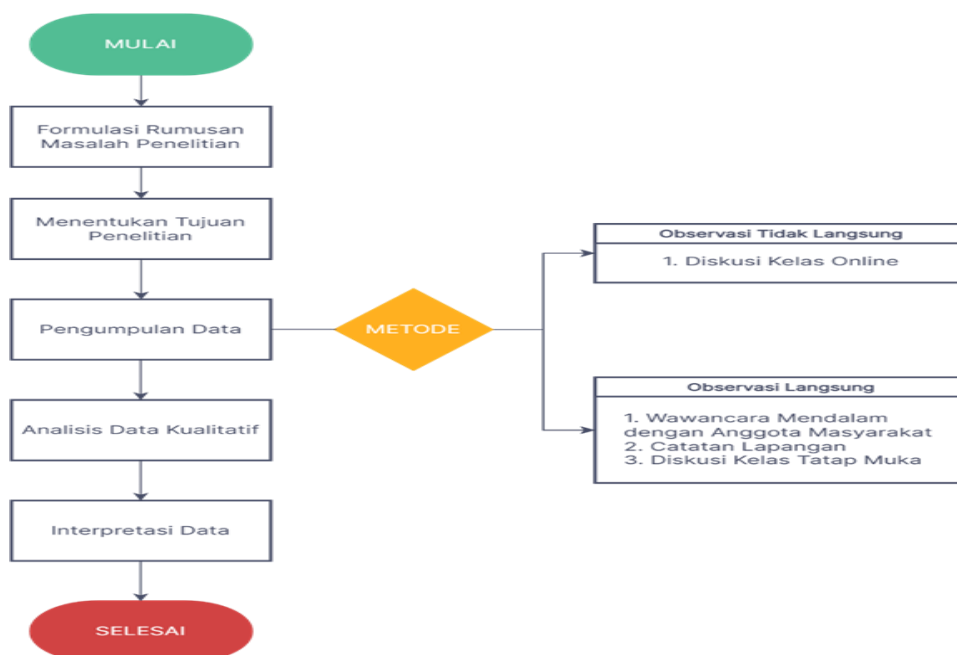 MULAI
Formulasi Rumusan
Masalah Penelitian
Menentukan Tujuan
Penelitian
Pengumpulan Data
METODE
Observasi Tidak Langsung
1. Diskusi Kelas Online
Observasi Langsung
1. Wawancara Mendalam
dengan Anggota Masyarakat
2. Catatan Lapangan
3. Diskusi Kelas Tatap Muka
Analisis Data Kualitatif
Interpretasi Data
SELESAI